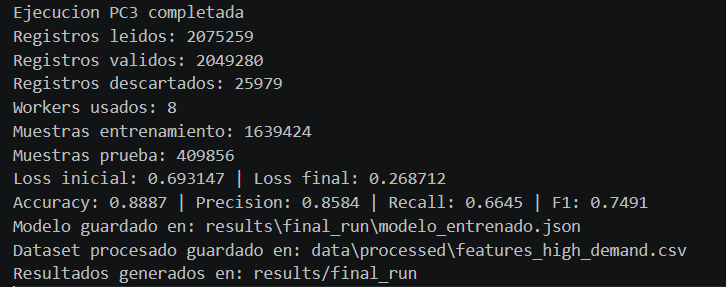 Ejecucion PC3 completada
Registros leidos: 2075259
Registros validos: 2049280
Registros descartados: 25979
Workers usados: 8
Muestras entrenamiento: 1639424
Muestras prueba: 409856
Loss inicial: 0.693147 | Loss final: 0.268712
Accuracy: 0.8887 | Precision: 0.8584 | Recall: 0.6645 | F1: 0.7491
Modelo guardado en: results\final_run\modelo_entrenado.json
Dataset procesado guardado en: data\processed\features_high_demand.csv
Resultados generados en: results/final_run